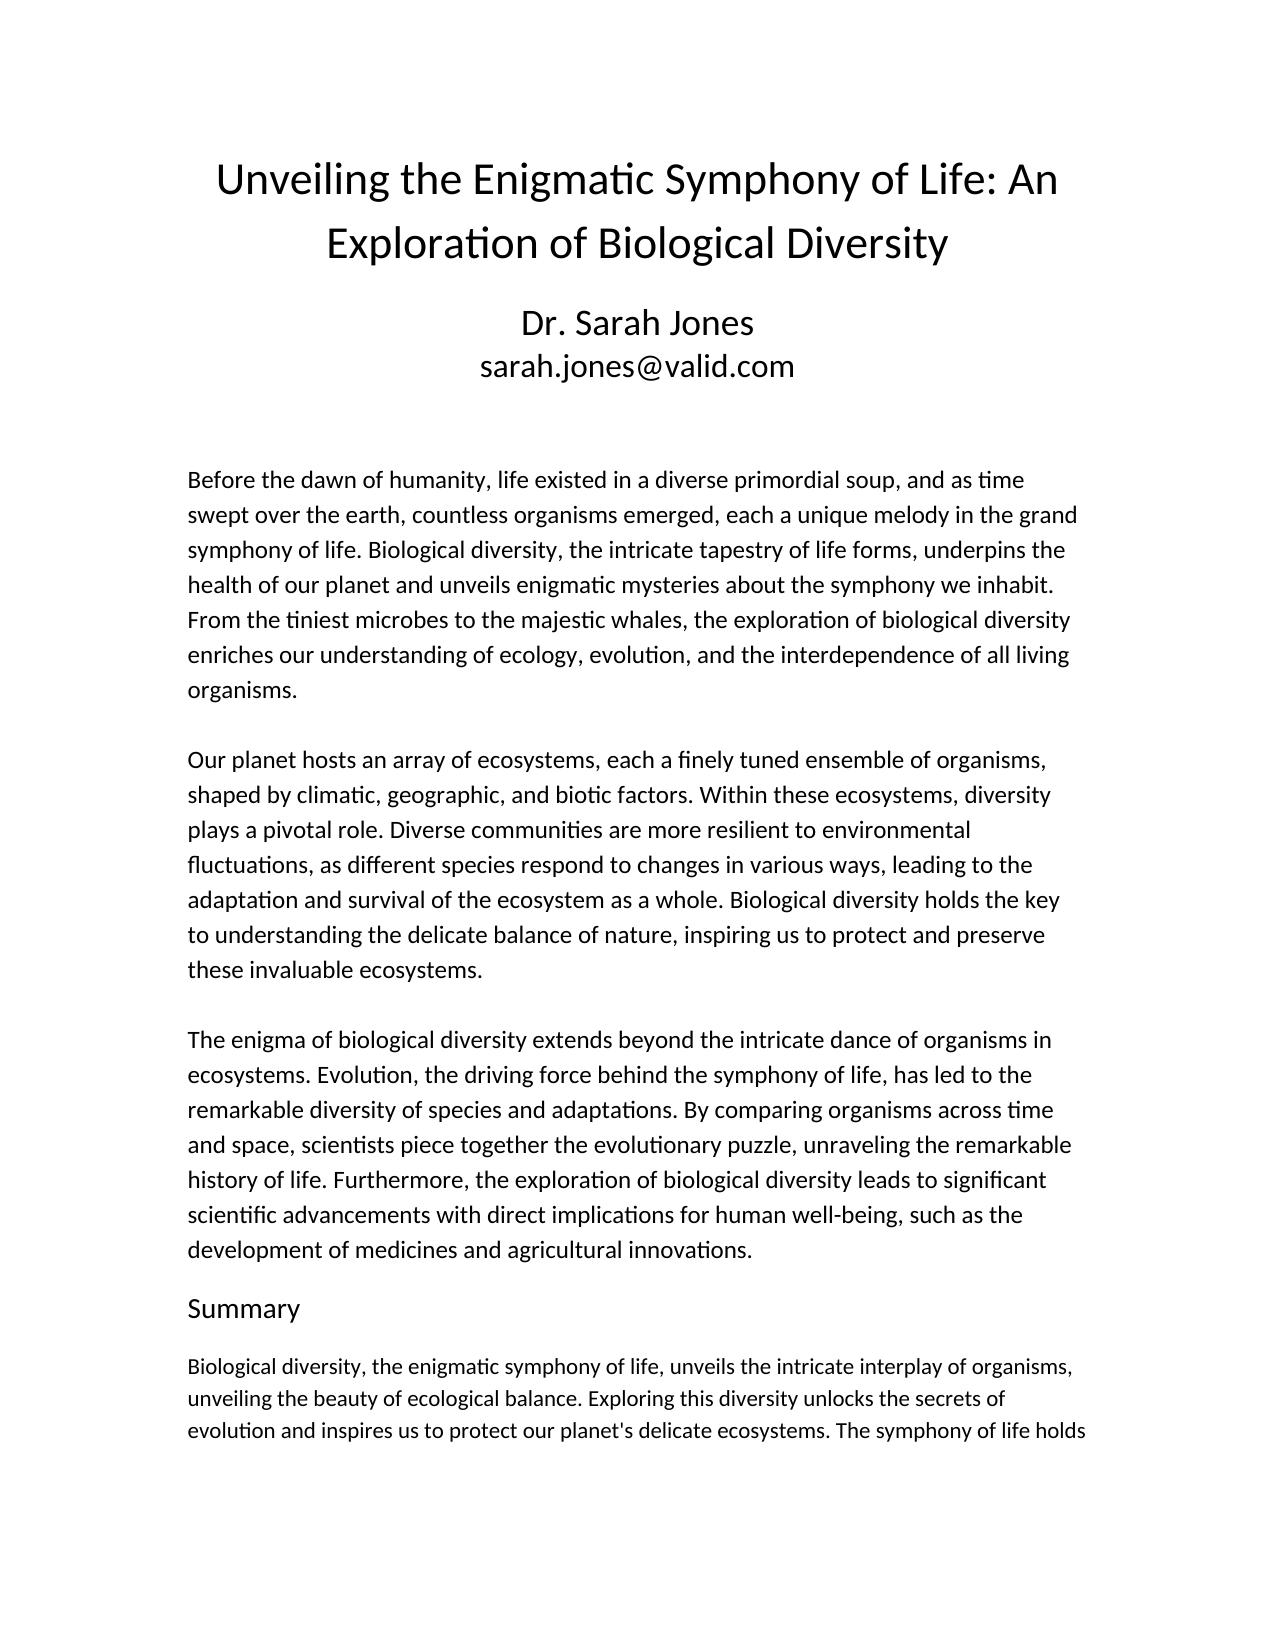 Unveiling the Enigmatic Symphony of Life: An
Exploration of Biological Diversity
Dr. Sarah Jones
sarah.jones@valid.com
Before the dawn of humanity, life existed in a diverse primordial soup, and as time
swept over the earth, countless organisms emerged, each a unique melody in the grand
symphony of life. Biological diversity, the intricate tapestry of life forms, underpins the
health of our planet and unveils enigmatic mysteries about the symphony we inhabit.
From the tiniest microbes to the majestic whales, the exploration of biological diversity
enriches our understanding of ecology, evolution, and the interdependence of all living
organisms.
Our planet hosts an array of ecosystems, each a finely tuned ensemble of organisms,
shaped by climatic, geographic, and biotic factors. Within these ecosystems, diversity
plays a pivotal role. Diverse communities are more resilient to environmental
fluctuations, as different species respond to changes in various ways, leading to the
adaptation and survival of the ecosystem as a whole. Biological diversity holds the key
to understanding the delicate balance of nature, inspiring us to protect and preserve
these invaluable ecosystems.
The enigma of biological diversity extends beyond the intricate dance of organisms in
ecosystems. Evolution, the driving force behind the symphony of life, has led to the
remarkable diversity of species and adaptations. By comparing organisms across time
and space, scientists piece together the evolutionary puzzle, unraveling the remarkable
history of life. Furthermore, the exploration of biological diversity leads to significant
scientific advancements with direct implications for human well-being, such as the
development of medicines and agricultural innovations.
Summary
Biological diversity, the enigmatic symphony of life, unveils the intricate interplay of organisms,
unveiling the beauty of ecological balance. Exploring this diversity unlocks the secrets of
evolution and inspires us to protect our planet's delicate ecosystems. The symphony of life holds